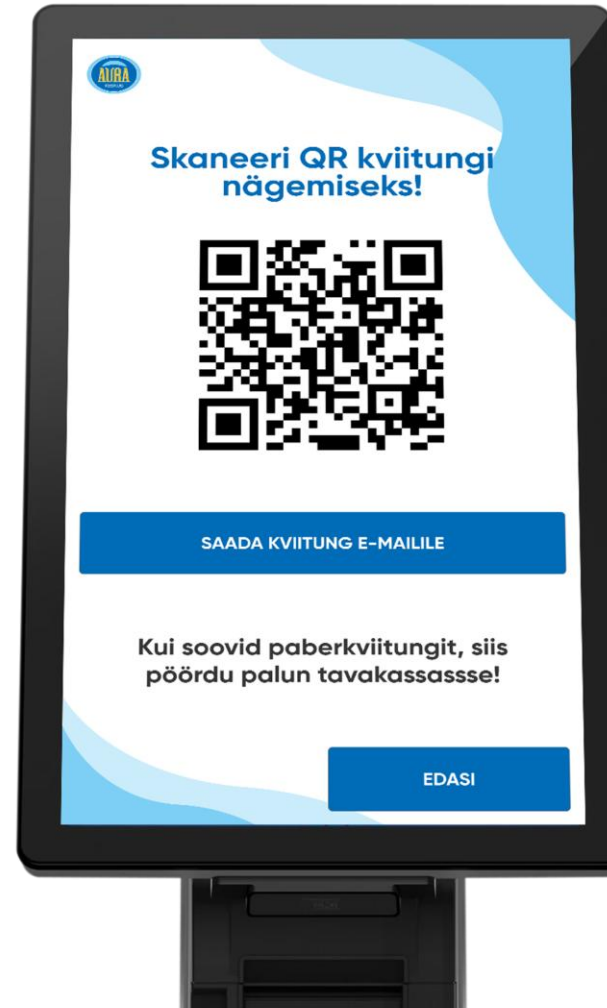 AURA
Skaneeri QR kviitungi
nägemiseks!
SAADA KVIITUNG E-MAILILE
Kui soovid paberkviitungit, siis
pöördu palun tavakassassse!
EDASI